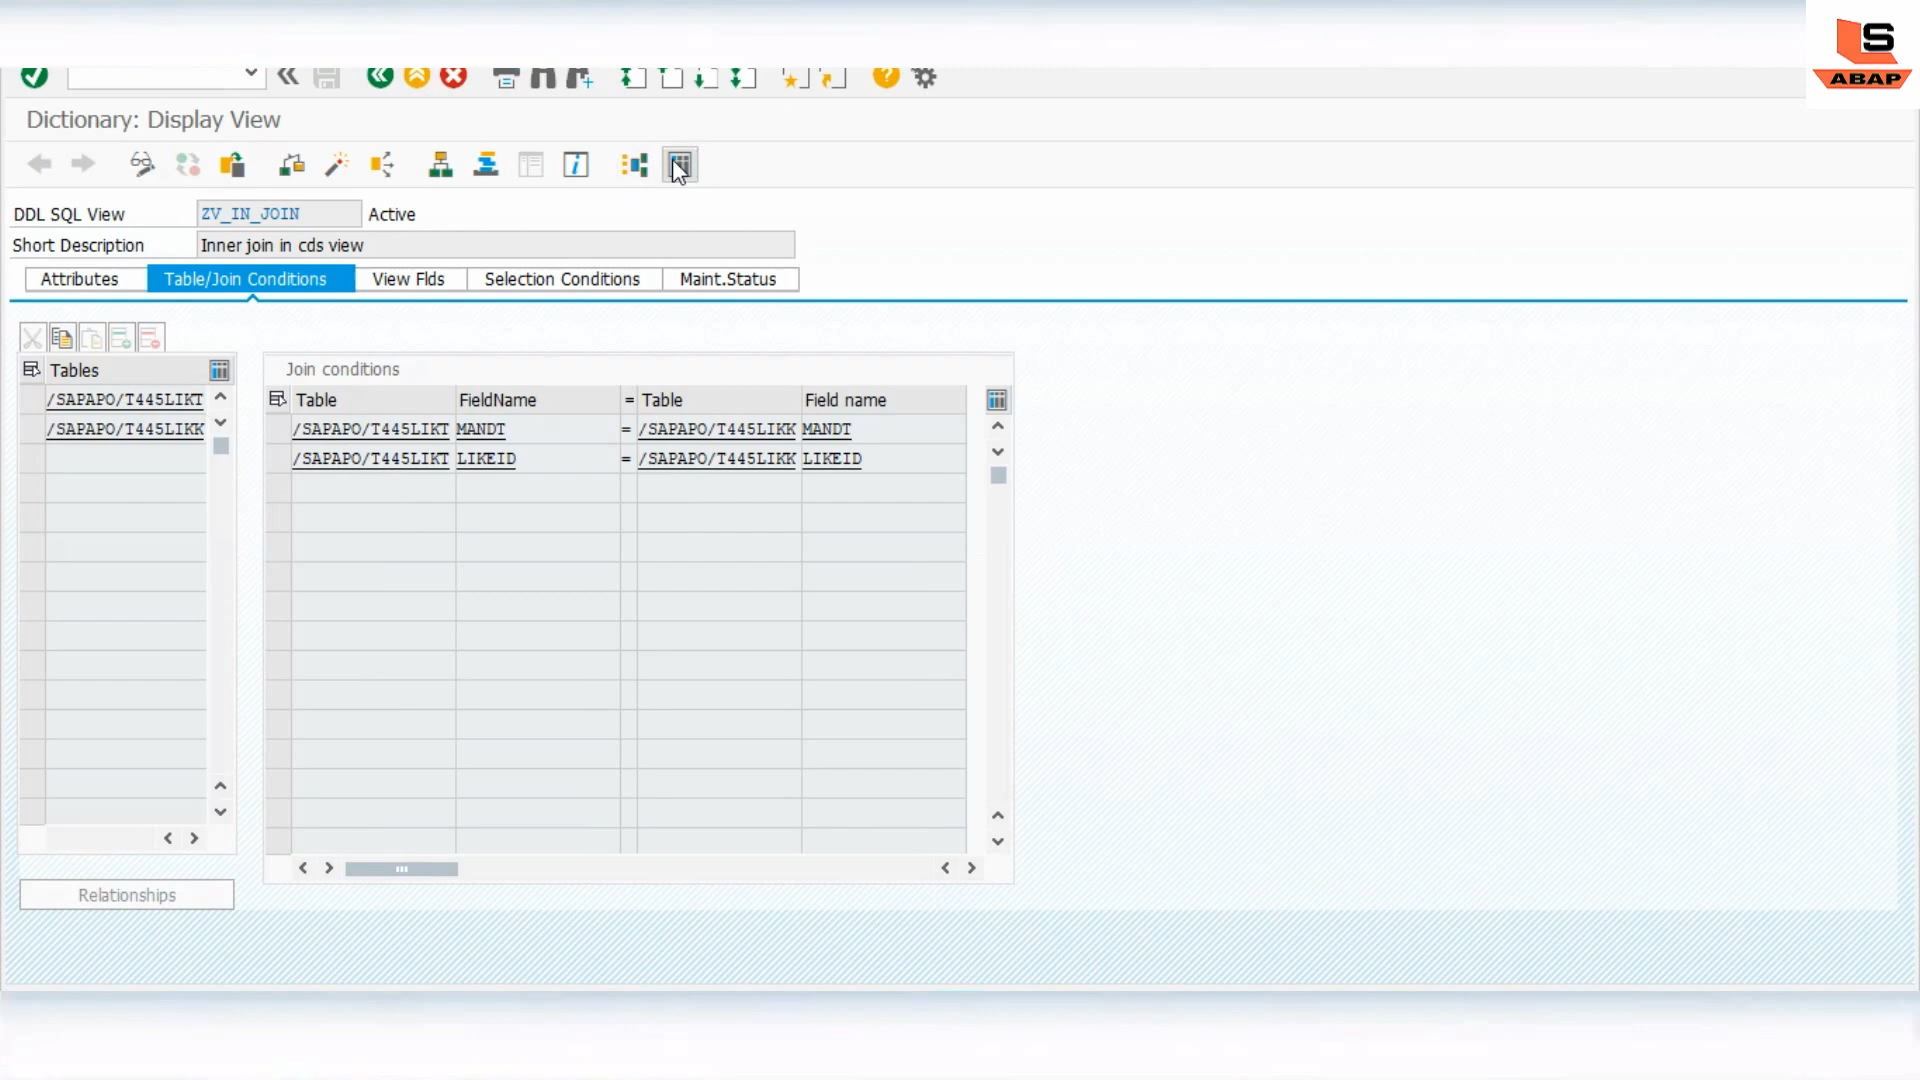 S
ABAP
Dictionary: Display View
DDL SQL View ZV_IN_JOIN Active
Short Description Inner join in cds view
Attributes Table/Join Conditions View Flds Selection Conditions Maint.Status
Tables
/SAPAPO/T445LIKT
/SAPAPO/T445LIKK
Join conditions
Table FieldName = Table Field name
/SAPAPO/T445LIKT MANDT = /SAPAPO/T445LIKK MANDT
/SAPAPO/T445LIKT LIKEID = /SAPAPO/T445LIKK LIKEID
Relationships